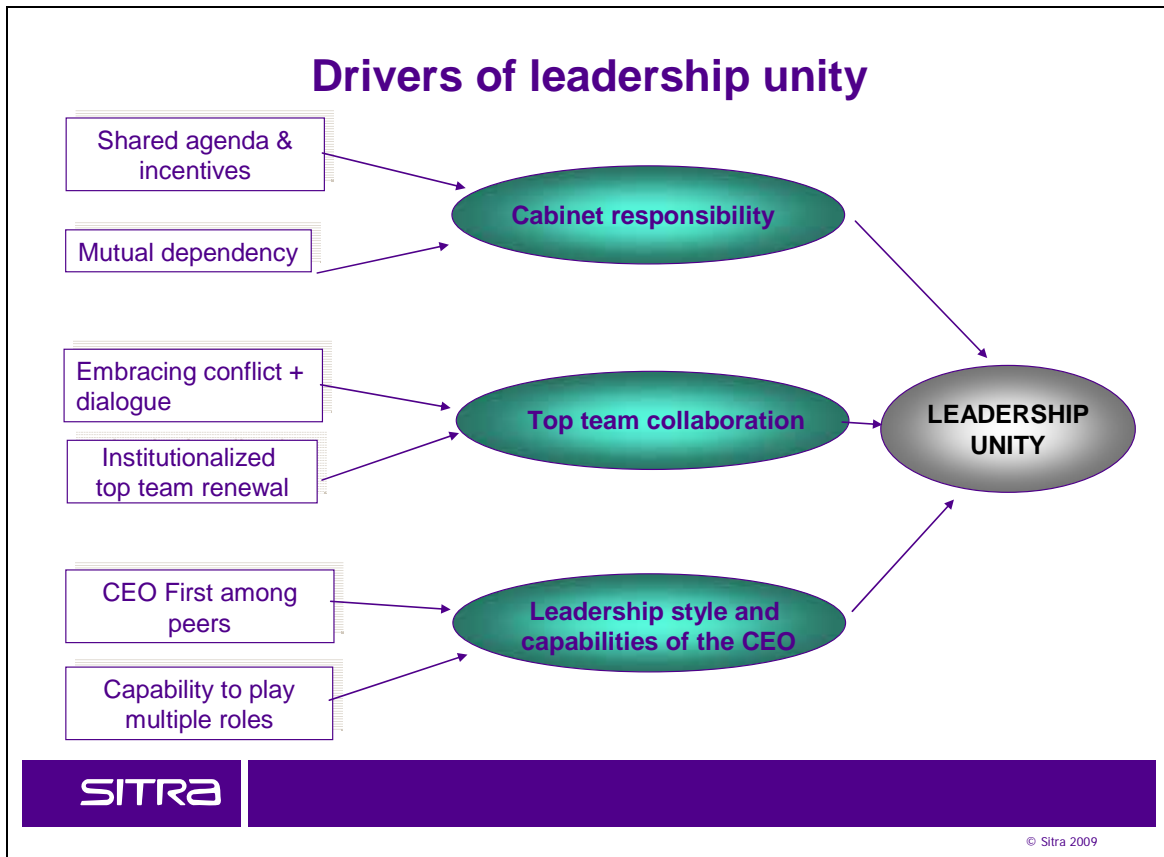 Drivers of leadership unity
Shared agenda &
incentives
Mutual dependency
Cabinet responsibility
Embracing conflict +
dialogue
Institutionalized
top team renewal
Top team collaboration
LEADERSHIP
UNITY
CEO First among
peers
Capability to play
multiple roles
Leadership style and
capabilities of the CEO
SITRA
© Sitra 2009